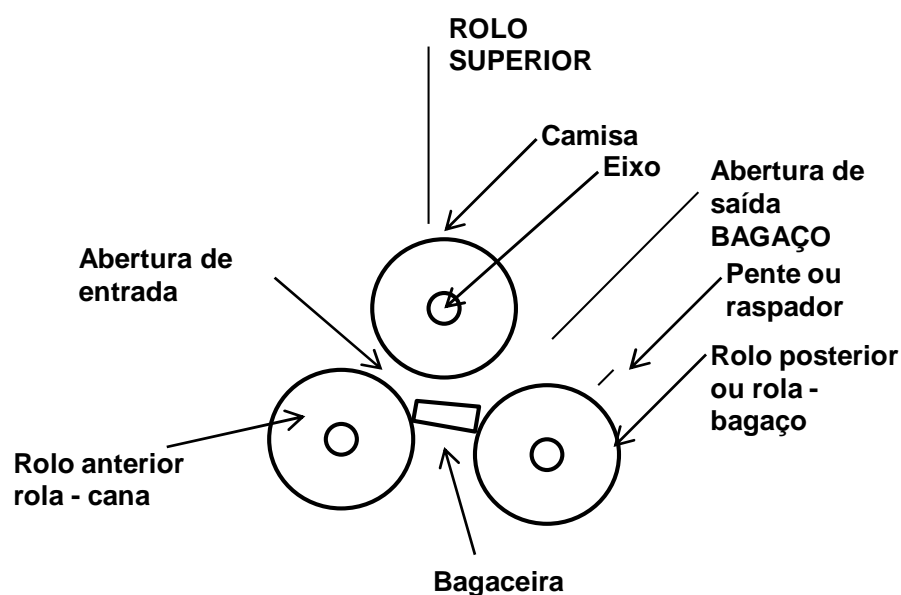 ROLO
SUPERIOR
Camisa
Eixo
Abertura de
saída
BAGAÇO
Abertura de
entrada
Pente ou
raspador
Rolo posterior
ou rola -
bagaço
Rolo anterior
rola - cana
Bagaceira